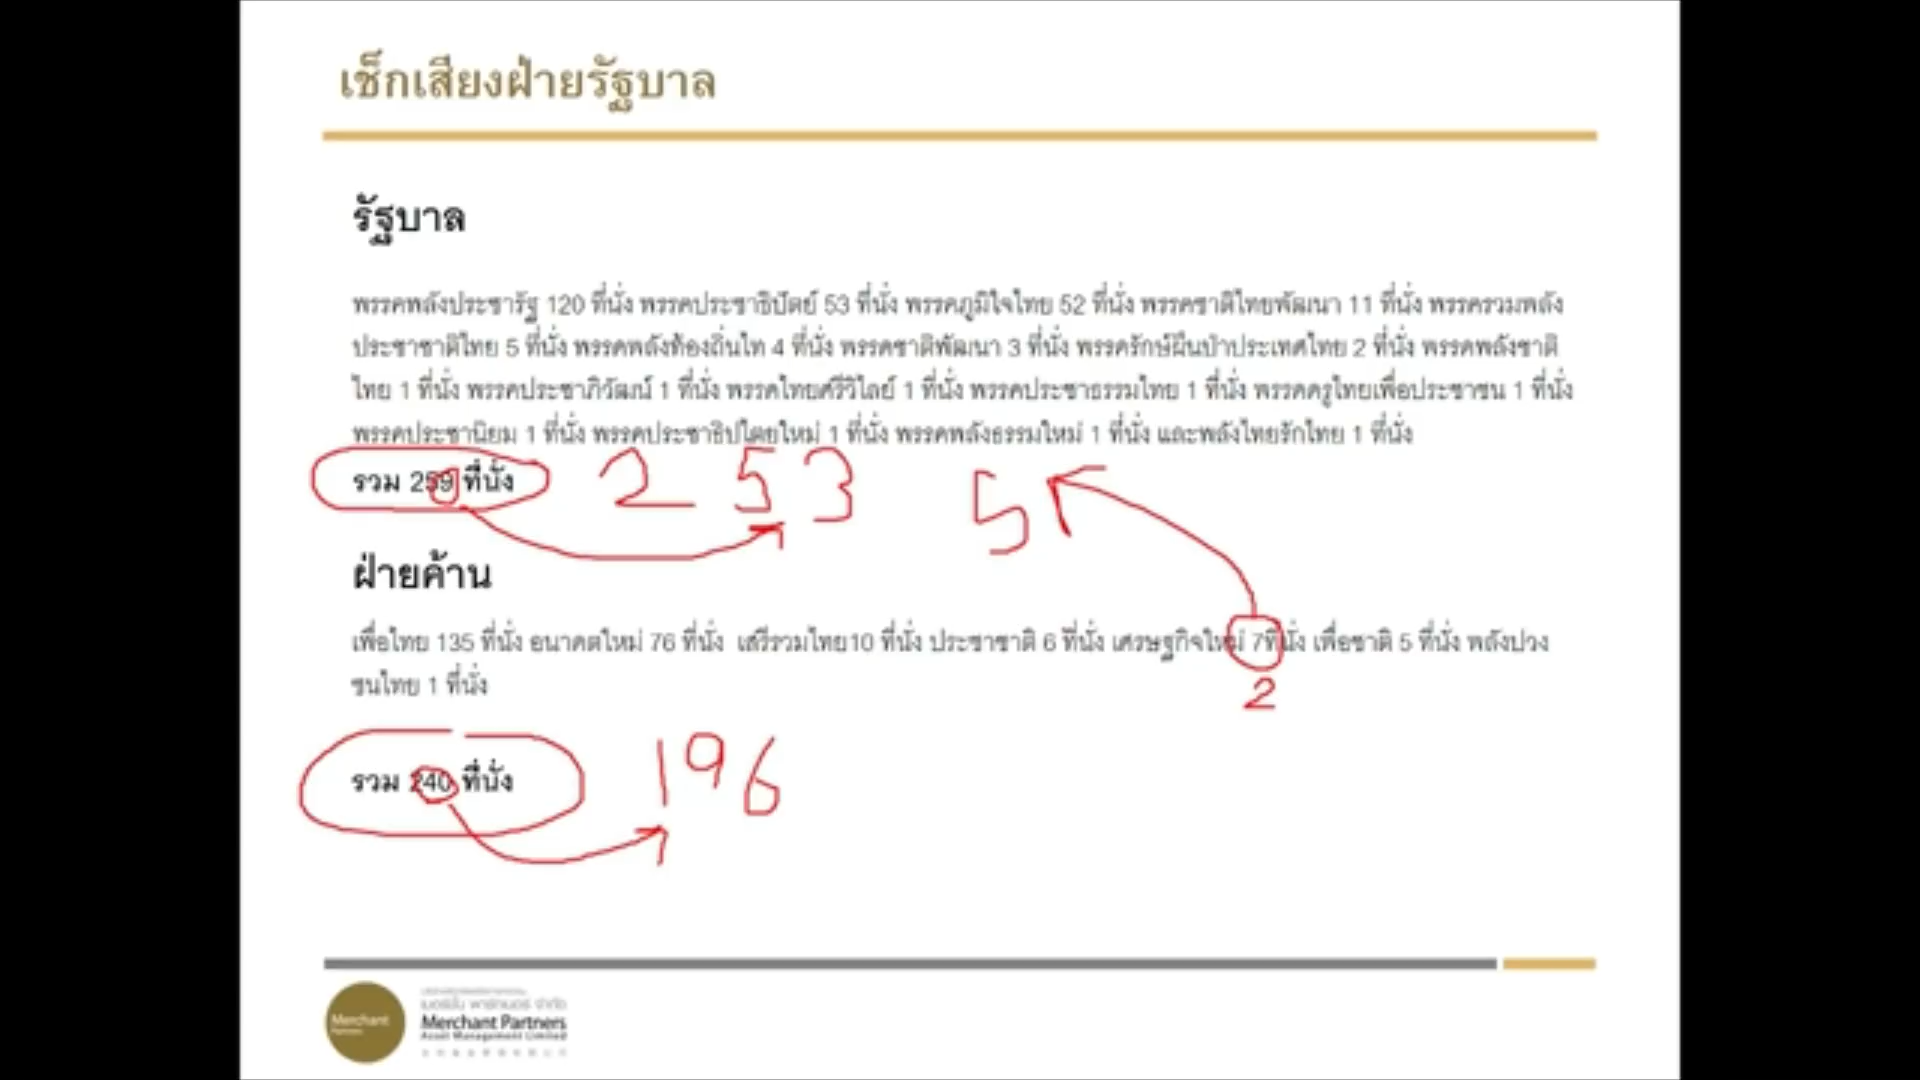 เช็กเสียงฝ่ายรัฐบาล
รัฐบาล
พรรคพลังประชารัฐ 120 ที่นั่ง พรรคประชาธิปัตย์ 53 ที่นั่ง พรรคภูมิใจไทย 52 ที่นั่ง พรรคชาติไทยพัฒนา 11 ที่นั่ง พรรครวมพลัง
ประชาชาติไทย 5 ที่นั่ง พรรคพลังท้องถิ่นไท 4 ที่นั่ง พรรคชาติพัฒนา 3 ที่นั่ง พรรครักษ์ผืนป่าประเทศไทย 2 ที่นั่ง พรรคพลังชาติ
ไทย 1 ที่นั่ง พรรคประชาภิวัฒน์ 1 ที่นั่ง พรรคไทยศรีวิไลย์ 1 ที่นั่ง พรรคประชาธรรมไทย 1 ที่นั่ง พรรคครูไทยเพื่อประชาชน 1 ที่นั่ง
พรรคประชานิยม 1 ที่นั่ง พรรคประชาธิปไตยใหม่ 1 ที่นั่ง พรรคพลังธรรมใหม่ 1 ที่นั่ง และพลังไทยรักไทย 1 ที่นั่ง
รวม 259 ที่นั่ง 253 5
ฝ่ายค้าน
เพื่อไทย 135 ที่นั่ง อนาคตใหม่ 76 ที่นั่ง เสรีรวมไทย10 ที่นั่ง ประชาชาติ 6 ที่นั่ง เศรษฐกิจใหม่ 7ที่นั่ง เพื่อชาติ 5 ที่นั่ง พลังปวง
ชนไทย 1 ที่นั่ง
2
รวม 240 ที่นั่ง 196
Merchant
Partners
Merchant Partners
Asset Management Limited